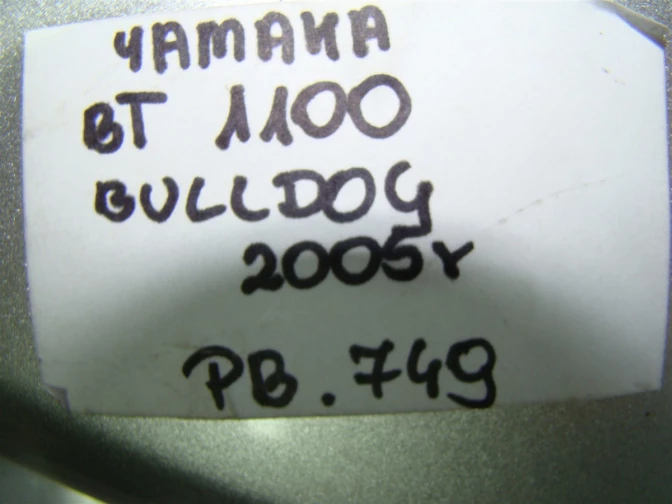 YAMAHA
BT 1100
BULLDOG
2005r
PB.749